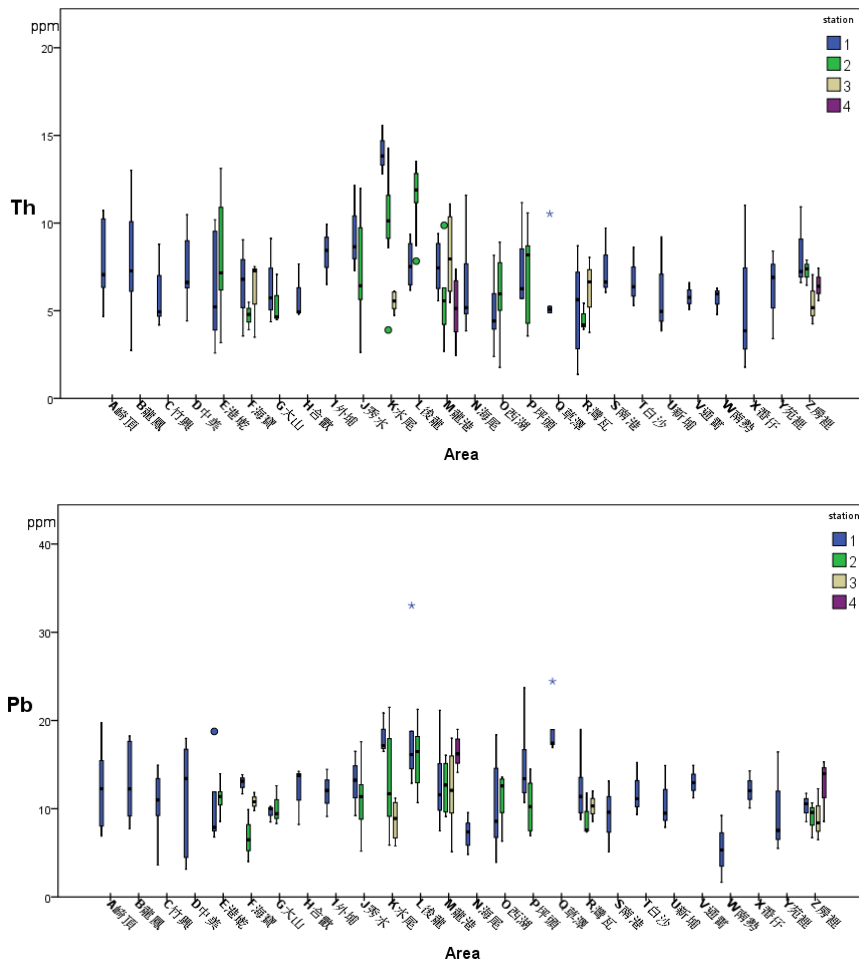 ppm
station
1
2
3
4
20
15
10
5
0
Th
A崎頂 B龍鳳 C竹興 D中美 E港墘 F海寶 G大山 H合歡 I外埔 J秀水 K水尾 L後龍 M龍港 N海尾 O西湖 P坪頭 Q草漯 R灣瓦 S南港 T白沙 U新埔 V通霄 W南勢 X番仔 Y苑裡 Z房裡
Area
ppm
station
1
2
3
4
40
30
20
10
0
Pb
A崎頂 B龍鳳 C竹興 D中美 E港墘 F海寶 G大山 H合歡 I外埔 J秀水 K水尾 L後龍 M龍港 N海尾 O西湖 P坪頭 Q草漯 R灣瓦 S南港 T白沙 U新埔 V通霄 W南勢 X番仔 Y苑裡 Z房裡
Area